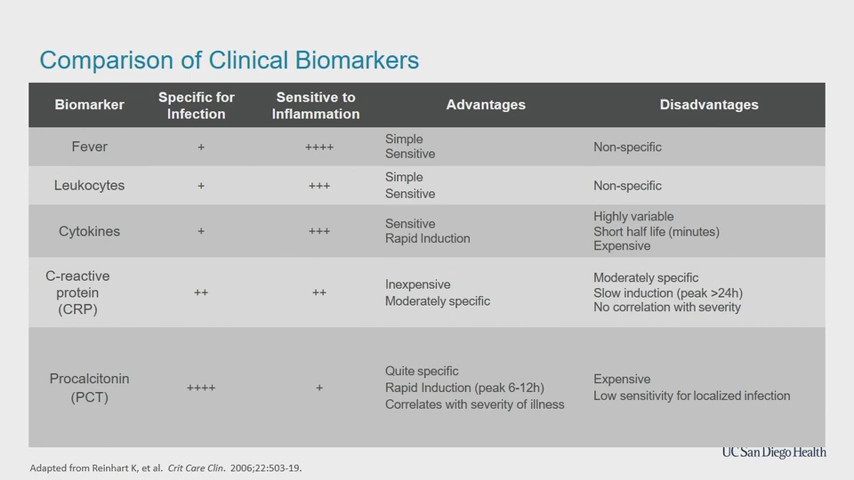 Comparison of Clinical Biomarkers
Biomarker
Specific for
Infection
Sensitive to
Inflammation
Advantages
Disadvantages
Fever
+
++++
Simple
Sensitive
Non-specific
Leukocytes
+
+++
Simple
Sensitive
Non-specific
Cytokines
+
+++
Sensitive
Rapid Induction
Highly variable
Short half life (minutes)
Expensive
C-reactive
protein
(CRP)
++
++
Inexpensive
Moderately specific
Moderately specific
Slow induction (peak >24h)
No correlation with severity
Procalcitonin
(PCT)
++++
+
Quite specific
Rapid Induction (peak 6-12h)
Correlates with severity of illness
Expensive
Low sensitivity for localized infection
UC San Diego Health
Adapted from Reinhart K, et al. Crit Care Clin. 2006;22:503-19.